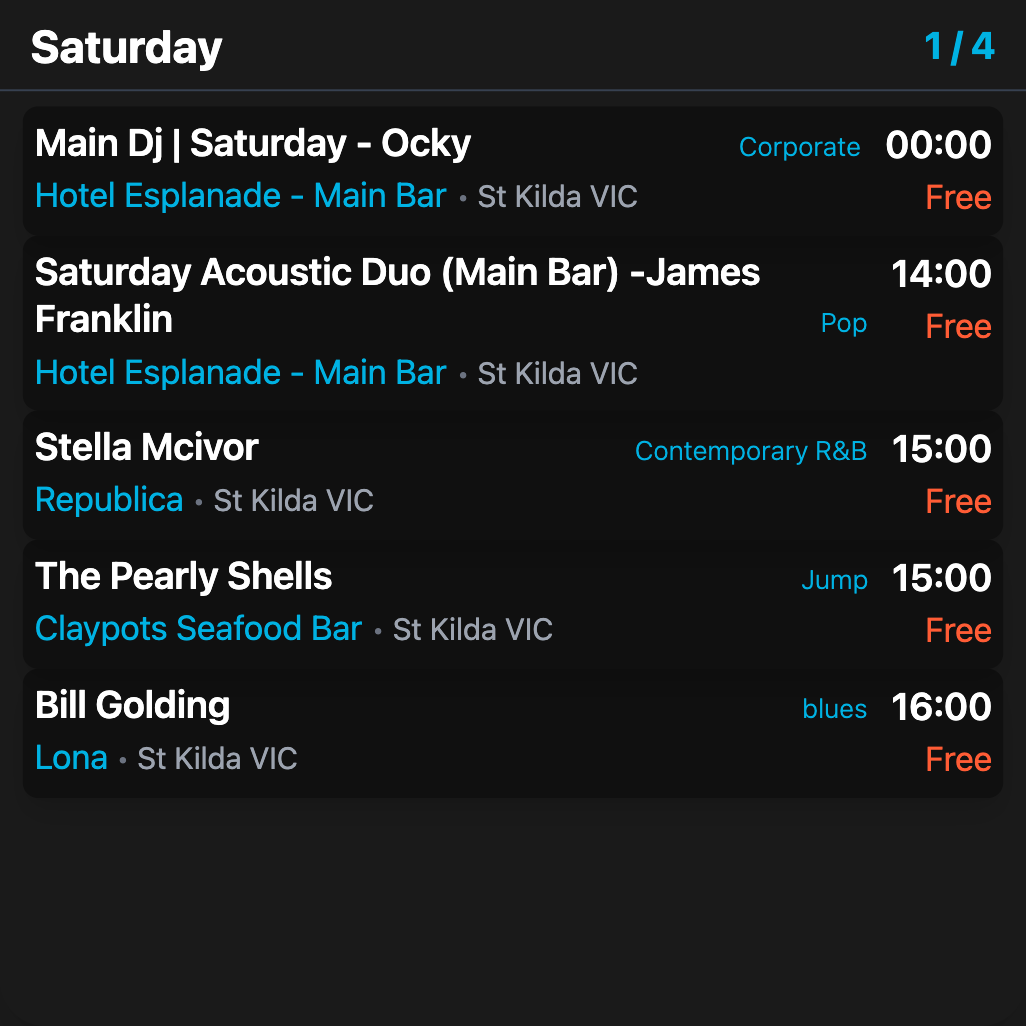 Saturday 1 / 4
Main Dj | Saturday - Ocky Corporate 00:00
Hotel Esplanade - Main Bar • St Kilda VIC Free
Saturday Acoustic Duo (Main Bar) -James 14:00
Franklin Pop Free
Hotel Esplanade - Main Bar • St Kilda VIC
Stella Mcivor Contemporary R&B 15:00
Republica • St Kilda VIC Free
The Pearly Shells Jump 15:00
Claypots Seafood Bar • St Kilda VIC Free
Bill Golding blues 16:00
Lona • St Kilda VIC Free